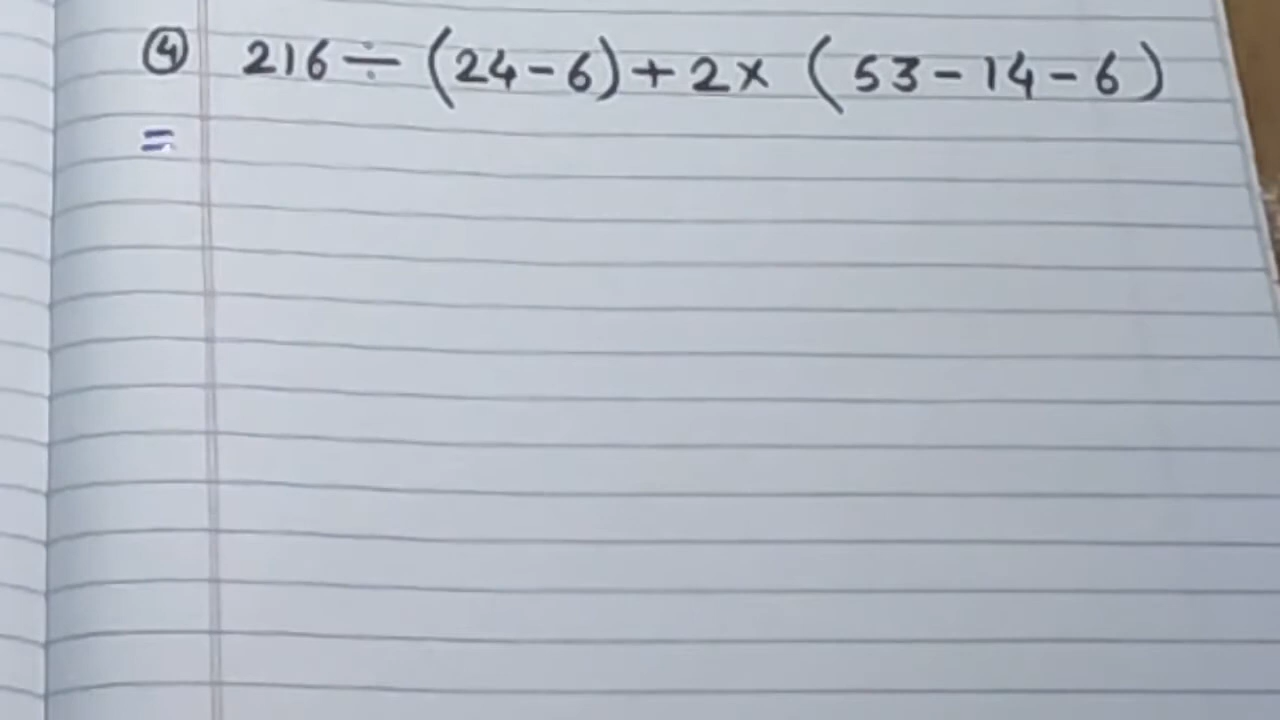 ④ 216 ÷ (24 - 6) + 2 × (53 - 14 - 6)
=